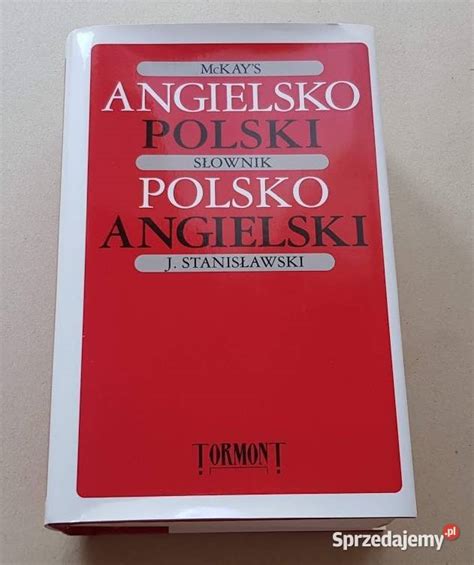 McKAY'S
ANGIELSKO
POLSKI
SŁOWNIK
POLSKO
ANGIELSKI
J. STANISŁAWSKI
TORMONT
Sprzedajemy.pl